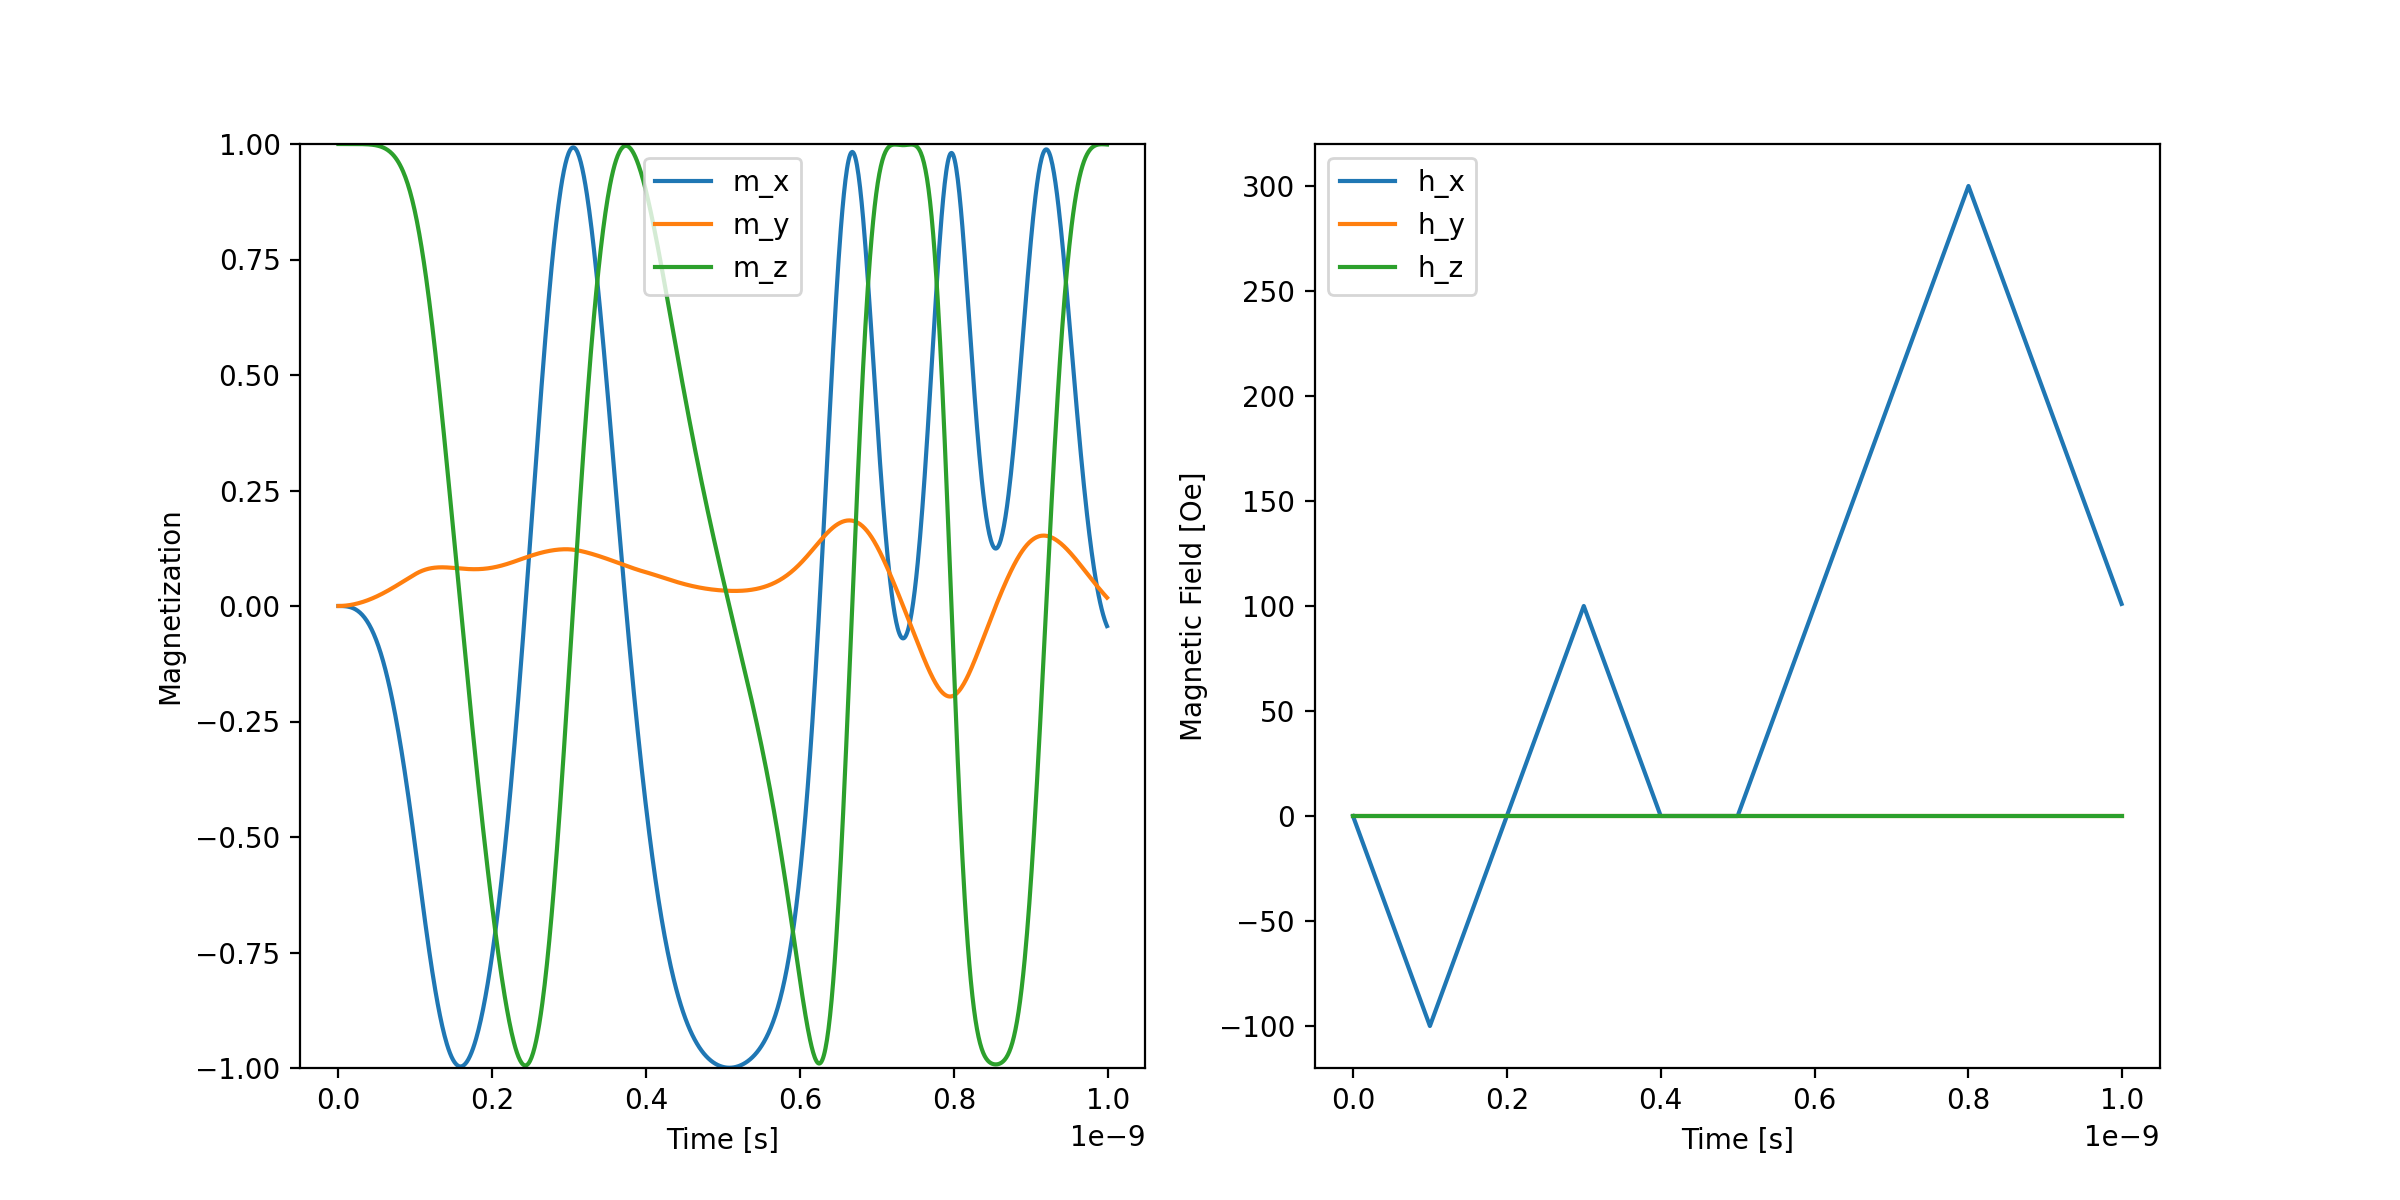 Magnetization
1.00
0.75
0.50
0.25
0.00
−0.25
−0.50
−0.75
−1.00
m_x
m_y
m_z
0.0 0.2 0.4 0.6 0.8 1.0
1e−9
Time [s]
Magnetic Field [Oe]
300
250
200
150
100
50
0
−50
−100
h_x
h_y
h_z
0.0 0.2 0.4 0.6 0.8 1.0
1e−9
Time [s]